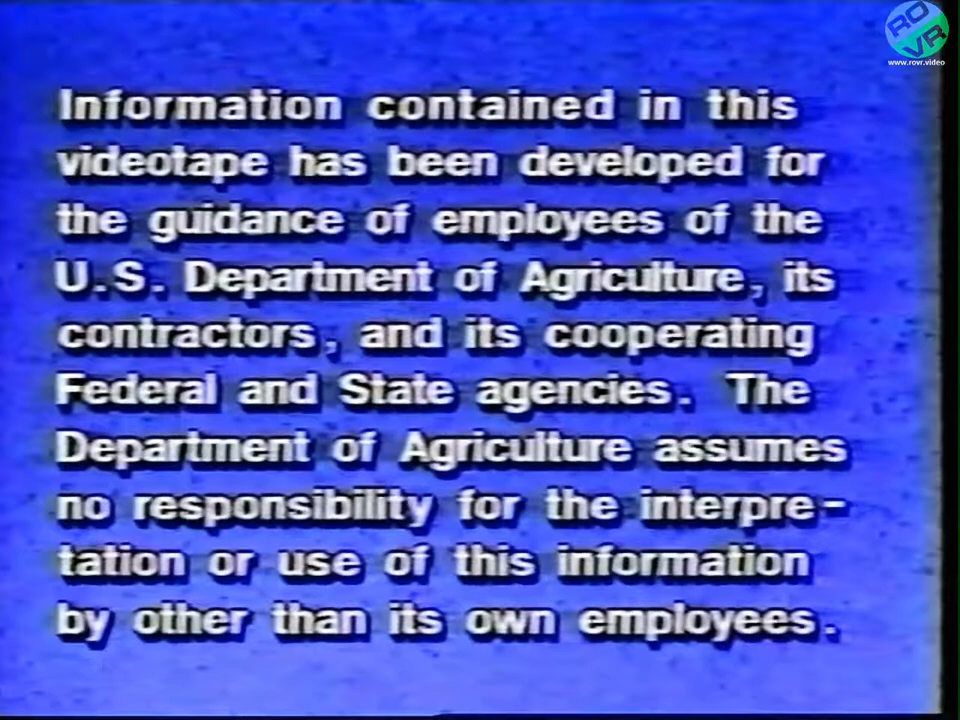 RO
VR
www.rovr.video
Information contained in this
videotape has been developed for
the guidance of employees of the
U.S. Department of Agriculture, its
contractors, and its cooperating
Federal and State agencies. The
Department of Agriculture assumes
no responsibility for the interpre-
tation or use of this information
by other than its own employees.